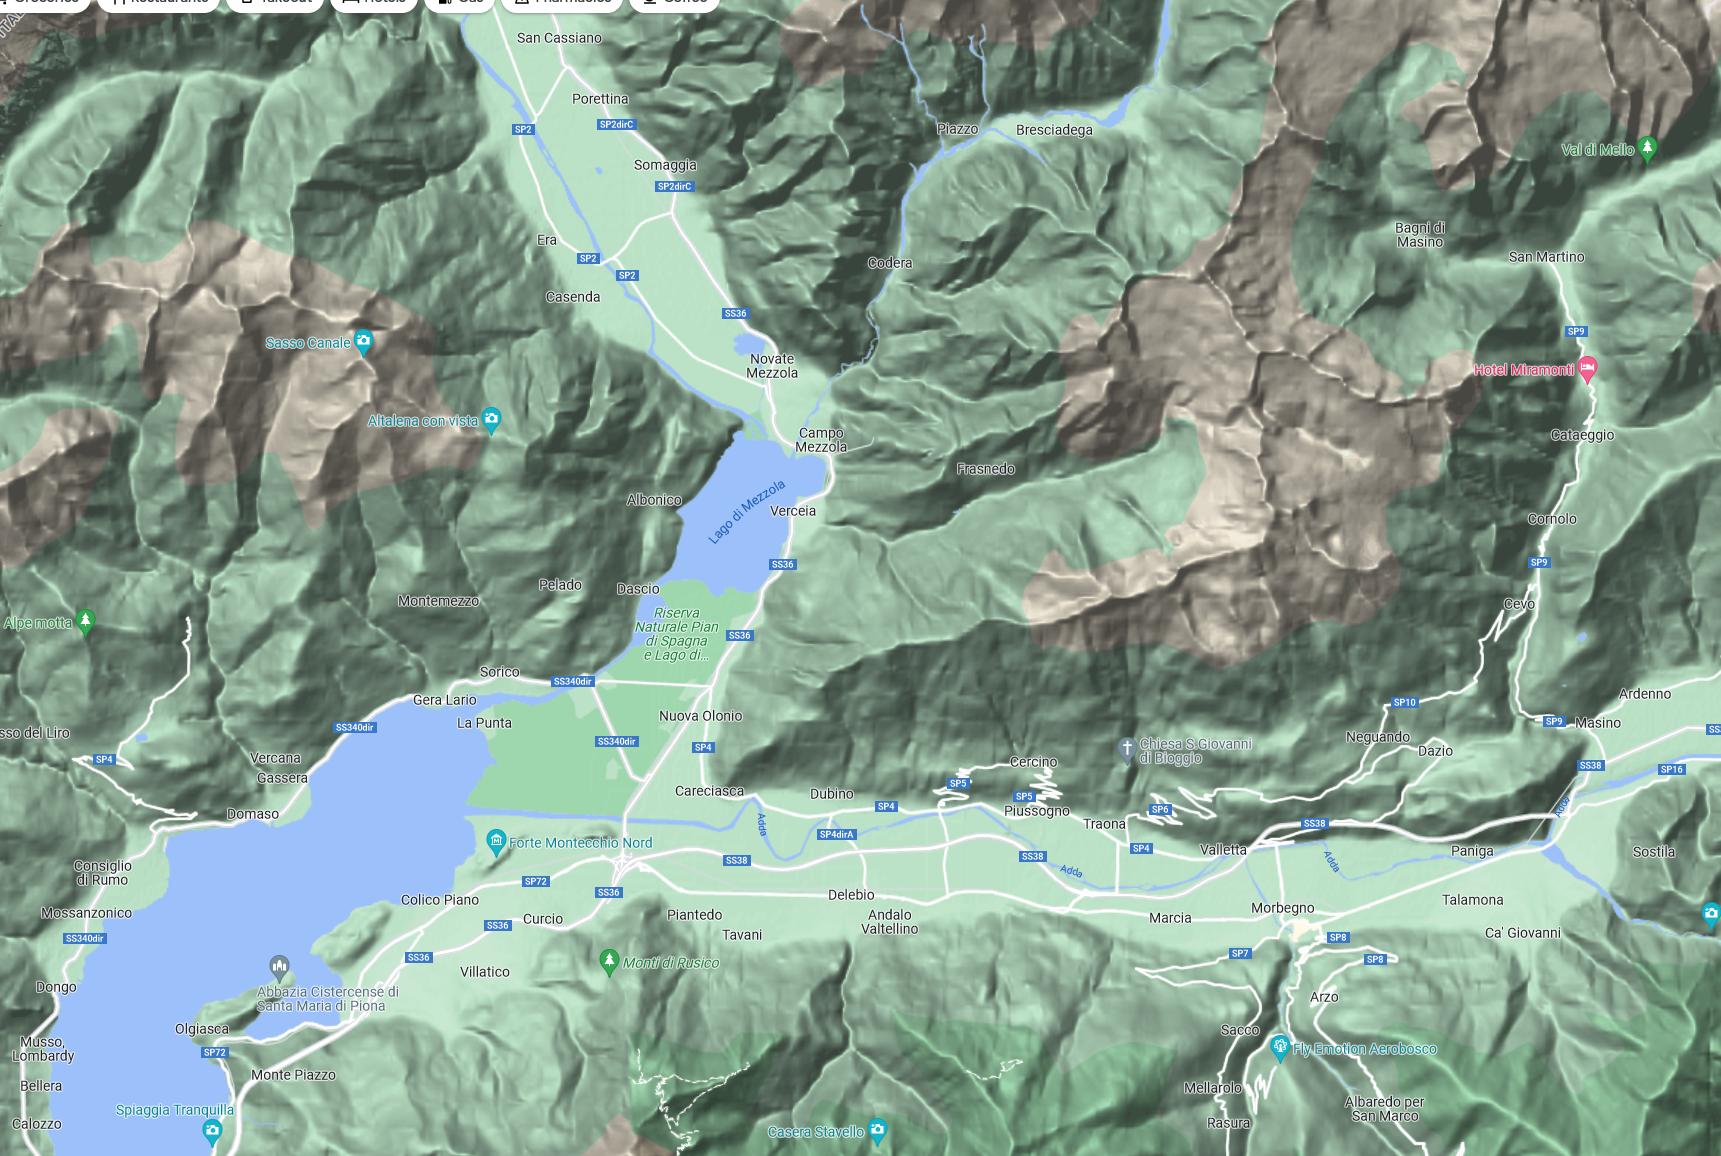 Groceries
Restaurants
Takeout
Hotels
Gas
Pharmacies
Coffee
San Cassiano
Porettina
SP2
SP2dirC
Piazzo
Bresciadega
Val di Mello
Somaggia
SP2dirC
Bagni di
Masino
Era
San Martino
SP2
Codera
SP2
Casenda
SS36
SP9
Sasso Canale
Novate
Mezzola
Hotel Miramonti
Altalena con vista
Campo
Mezzola
Cataeggio
Frasnedo
Albonico
Lago di Mezzola
Verceia
Cornolo
SS36
SP9
Pelado
Dascio
Montemezzo
Cevo
Alpe motta
Riserva
Naturale Pian
di Spagna
e Lago di...
SS36
Sorico
SS340dir
Gera Lario
Ardenno
SP10
La Punta
Nuova Olonio
SS340dir
SP9
Masino
sso del Liro
SS340dir
SP4
Neguando
Dazio
Chiesa S.Giovanni
di Bioggio
SS
SP4
Vercana
Cercino
SS38
SP16
Gassera
SP5
Careciasca
Dubino
SP5
SP4
Piussogno
SP6
Adda
Domaso
Adda
SP4dirA
Traona
SS38
Forte Montecchio Nord
SP4
Valletta
Paniga
Sostila
SS38
SS38
Adda
Adda
Consiglio
di Rumo
SP72
SS36
Colico Piano
Delebio
Talamona
Morbegno
Mossanzonico
Curcio
Piantedo
Andalo
Valtellino
Marcia
SS36
Tavani
Ca' Giovanni
SS340dir
SP8
SS36
SP7
SP8
Monti di Rusico
Villatico
Dongo
Abbazia Cistercense di
Santa Maria di Piona
Arzo
Olgiasca
Sacco
Musso,
Lombardy
SP72
Fly Emotion Aerobosco
Monte Piazzo
Bellera
Mellarolo
Spiaggia Tranquilla
Albaredo per
San Marco
Calozzo
Rasura
Casera Stavello